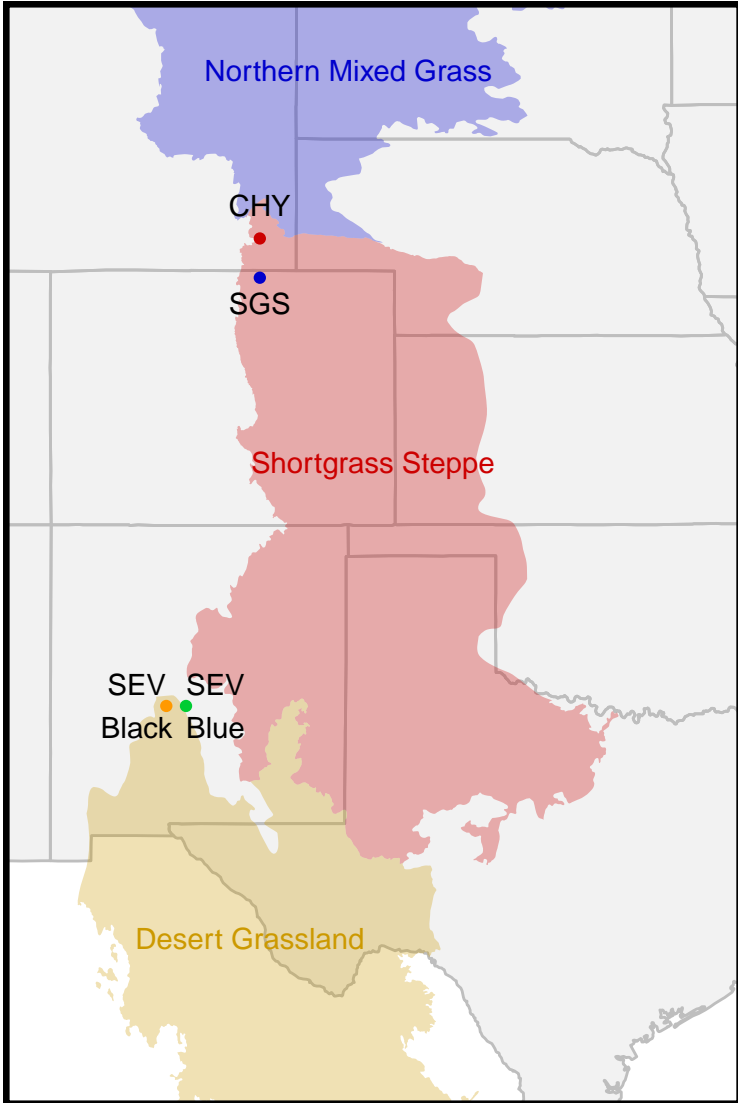 Northern Mixed Grass
CHY
SGS
Shortgrass Steppe
SEV SEV
Black Blue
Desert Grassland